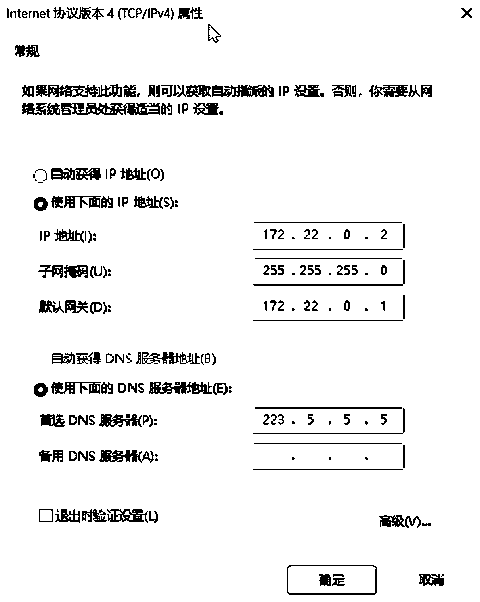 Internet 协议版本 4 (TCP/IPv4) 属性
常规
如果网络支持此功能，则可以获取自动指派的 IP 设置。否则，你需要从网
络系统管理员处获得适当的 IP 设置。
自动获得 IP 地址(O)
使用下面的 IP 地址(S):
IP 地址(I): 172 . 22 . 0 . 2
子网掩码(U): 255 . 255 . 255 . 0
默认网关(D): 172 . 22 . 0 . 1
自动获得 DNS 服务器地址(B)
使用下面的 DNS 服务器地址(E):
首选 DNS 服务器(P): 223 . 5 . 5 . 5
备用 DNS 服务器(A): . . .
退出时验证设置(L)
高级(V)...
确定 取消